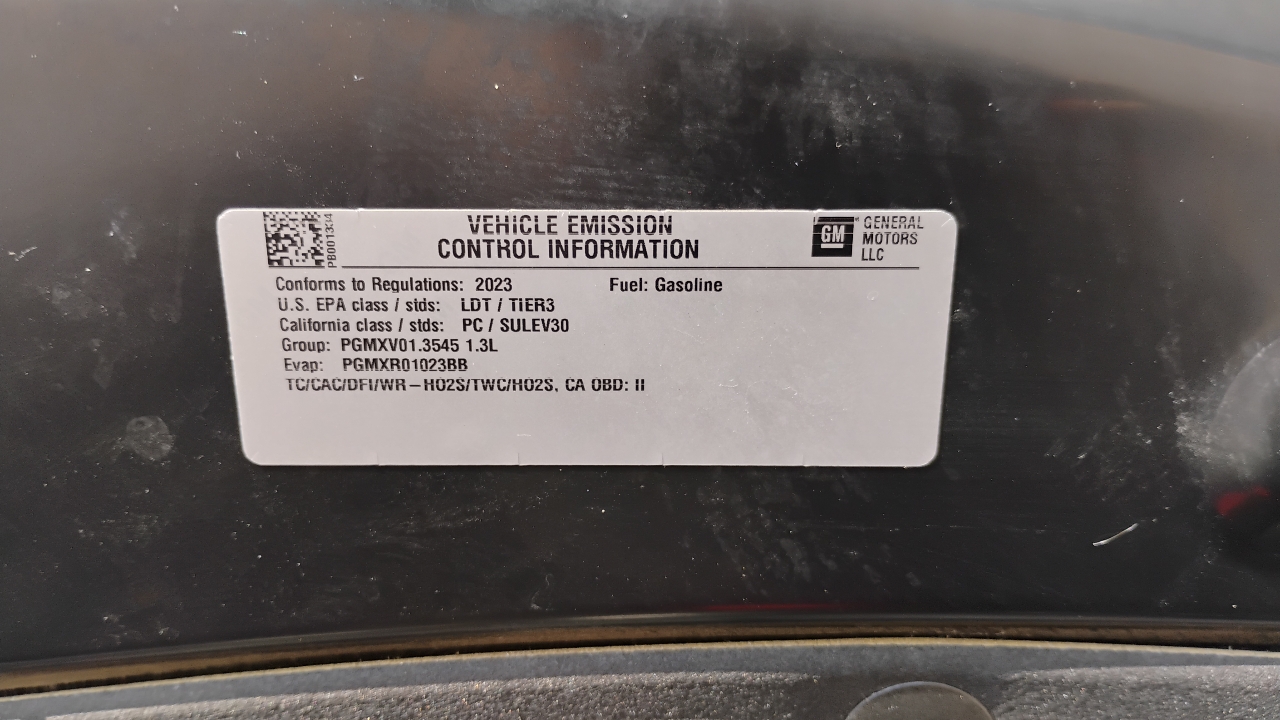 PB001334
VEHICLE EMISSION
CONTROL INFORMATION
GM
GENERAL
MOTORS
LLC
Conforms to Regulations: 2023 Fuel: Gasoline
U.S. EPA class / stds: LDT / TIER3
California class / stds: PC / SULEV30
Group: PGMXV01.3545 1.3L
Evap: PGMXR01023BB
TC/CAC/DFI/WR-HO2S/TWC/HO2S, CA OBD: II